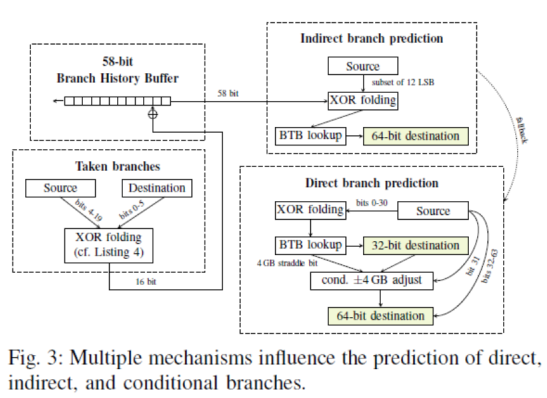 58-bit
Branch History Buffer
58 bit
Taken branches
Source
Destination
bits 4-19
bits 0-5
XOR folding
(cf. Listing 4)
16 bit
Indirect branch prediction
Source
subset of 12 LSB
XOR folding
BTB lookup
64-bit destination
fallback
Direct branch prediction
bits 0-30
XOR folding
Source
BTB lookup
32-bit destination
4 GB straddle bit
bit 31
bits 32-63
cond. ±4 GB adjust
64-bit destination
Fig. 3: Multiple mechanisms influence the prediction of direct,
indirect, and conditional branches.